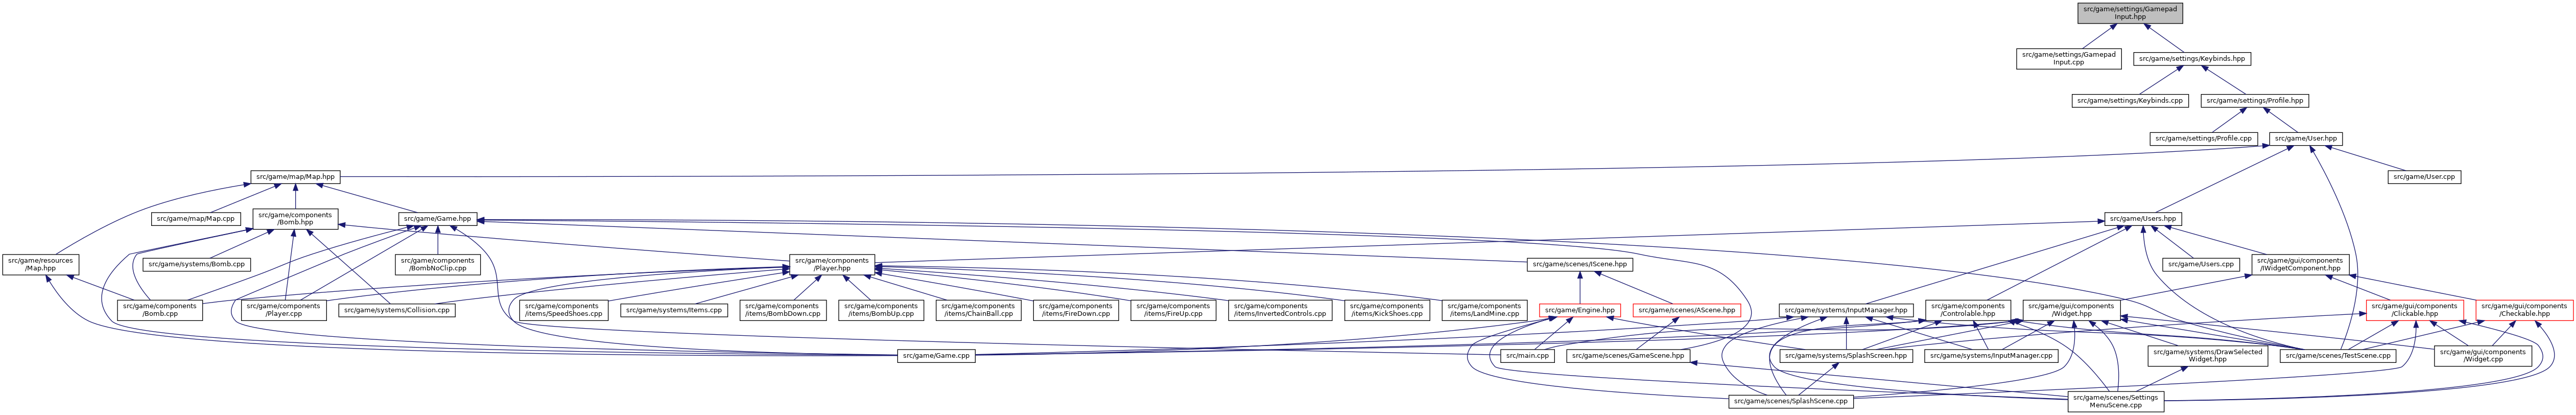 src/game/settings/Gamepad
Input.hpp
src/game/settings/Gamepad
Input.cpp
src/game/settings/Keybinds.hpp
src/game/settings/Keybinds.cpp
src/game/settings/Profile.hpp
src/game/settings/Profile.cpp
src/game/User.hpp
src/game/map/Map.hpp
src/game/User.cpp
src/game/map/Map.cpp
src/game/components
/Bomb.hpp
src/game/Game.hpp
src/game/Users.hpp
src/game/resources
/Map.hpp
src/game/systems/Bomb.cpp
src/game/components
/BombNoClip.cpp
src/game/components
/Player.hpp
src/game/scenes/IScene.hpp
src/game/Users.cpp
src/game/gui/components
/IWidgetComponent.hpp
src/game/components
/Bomb.cpp
src/game/components
/Player.cpp
src/game/systems/Collision.cpp
src/game/components
/items/SpeedShoes.cpp
src/game/systems/Items.cpp
src/game/components
/items/BombDown.cpp
src/game/components
/items/BombUp.cpp
src/game/components
/items/ChainBall.cpp
src/game/components
/items/FireDown.cpp
src/game/components
/items/FireUp.cpp
src/game/components
/items/InvertedControls.cpp
src/game/components
/items/KickShoes.cpp
src/game/components
/items/LandMine.cpp
src/game/Engine.hpp
src/game/scenes/AScene.hpp
src/game/systems/InputManager.hpp
src/game/components
/Controlable.hpp
src/game/gui/components
/Widget.hpp
src/game/gui/components
/Clickable.hpp
src/game/gui/components
/Checkable.hpp
src/game/Game.cpp
src/main.cpp
src/game/scenes/GameScene.hpp
src/game/systems/SplashScreen.hpp
src/game/systems/InputManager.cpp
src/game/systems/DrawSelected
Widget.hpp
src/game/scenes/TestScene.cpp
src/game/gui/components
/Widget.cpp
src/game/scenes/SplashScene.cpp
src/game/scenes/Settings
MenuScene.cpp